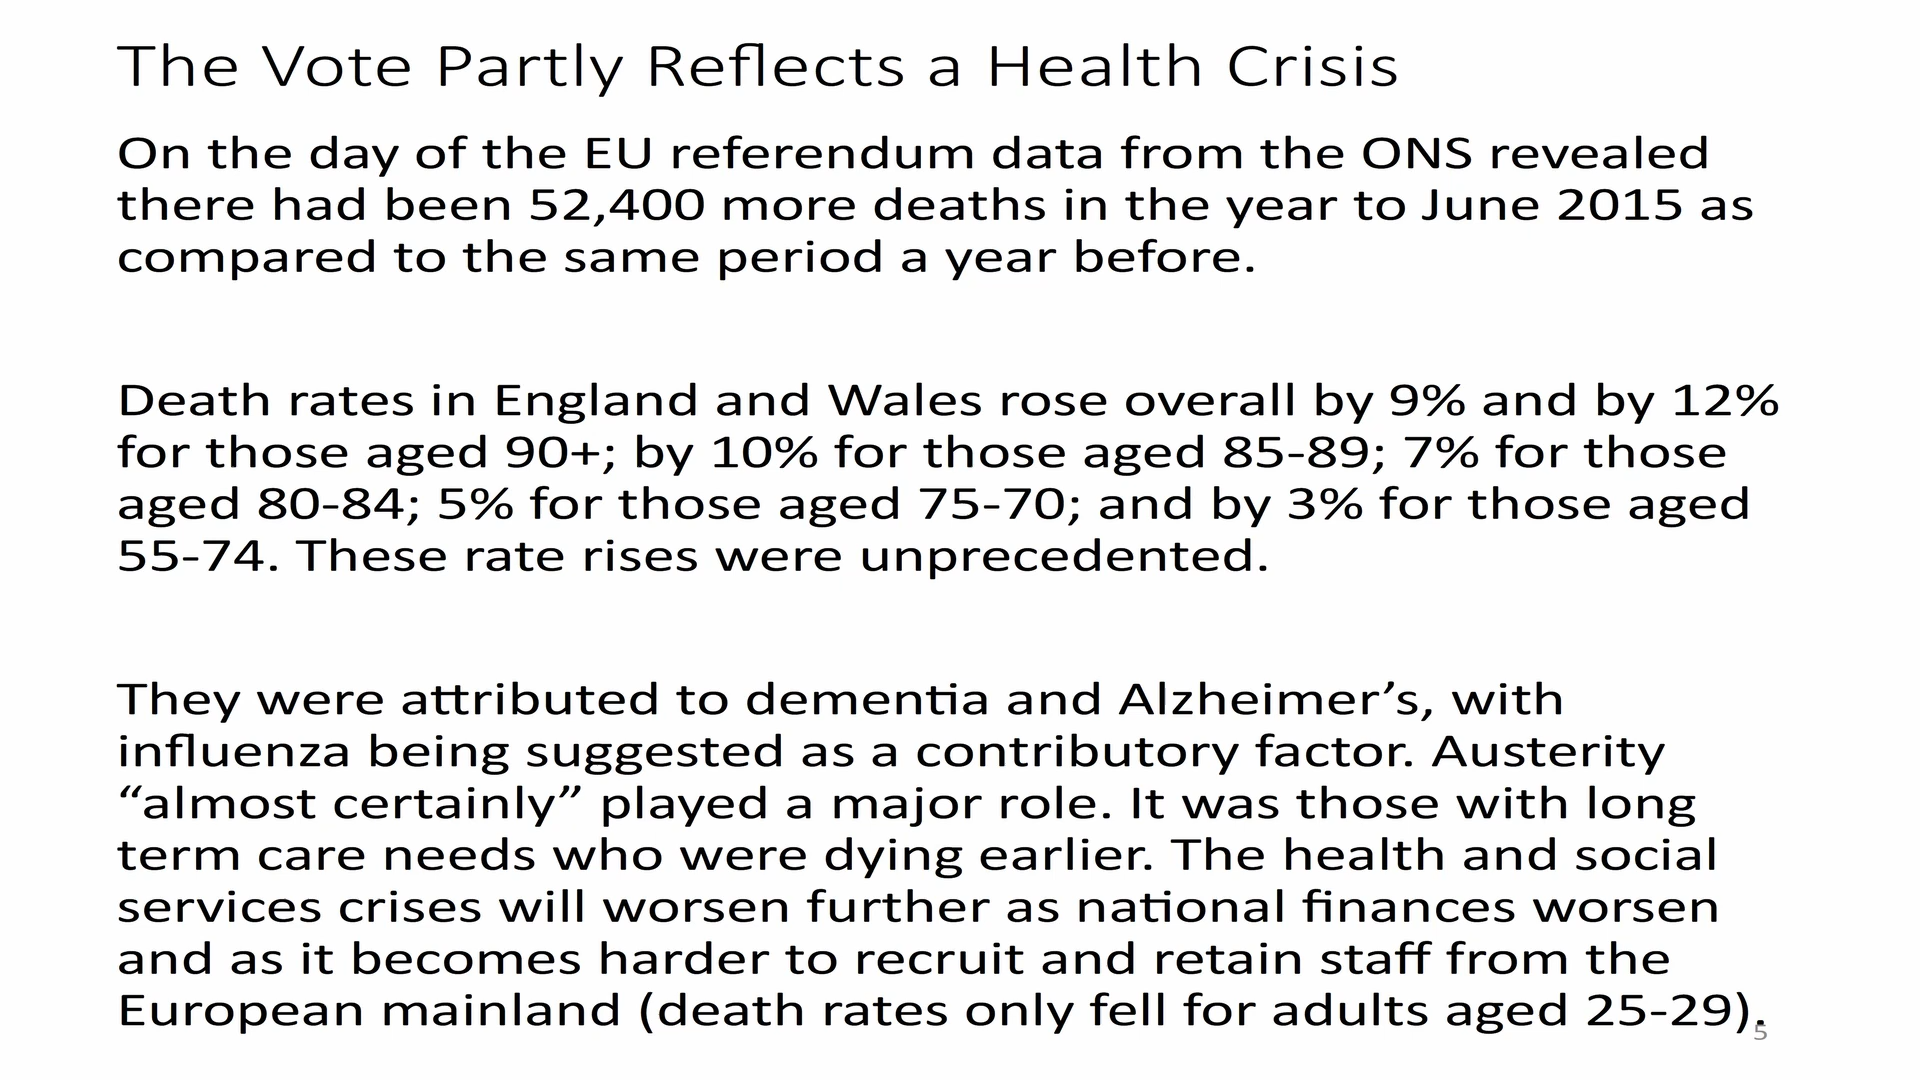 The Vote Partly Reflects a Health Crisis
On the day of the EU referendum data from the ONS revealed
there had been 52,400 more deaths in the year to June 2015 as
compared to the same period a year before.
Death rates in England and Wales rose overall by 9% and by 12%
for those aged 90+; by 10% for those aged 85-89; 7% for those
aged 80-84; 5% for those aged 75-70; and by 3% for those aged
55-74. These rate rises were unprecedented.
They were attributed to dementia and Alzheimer’s, with
influenza being suggested as a contributory factor. Austerity
“almost certainly” played a major role. It was those with long
term care needs who were dying earlier. The health and social
services crises will worsen further as national finances worsen
and as it becomes harder to recruit and retain staff from the
European mainland (death rates only fell for adults aged 25-29).
5